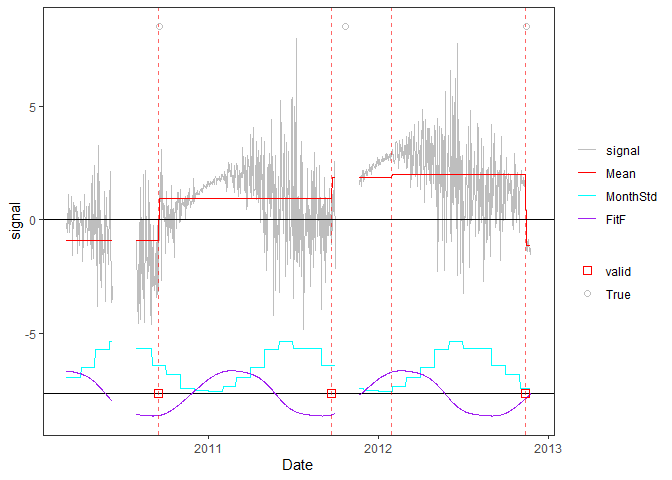 signal
5
0
-5
2011
2012
2013
Date
signal
Mean
MonthStd
FitF
valid
True